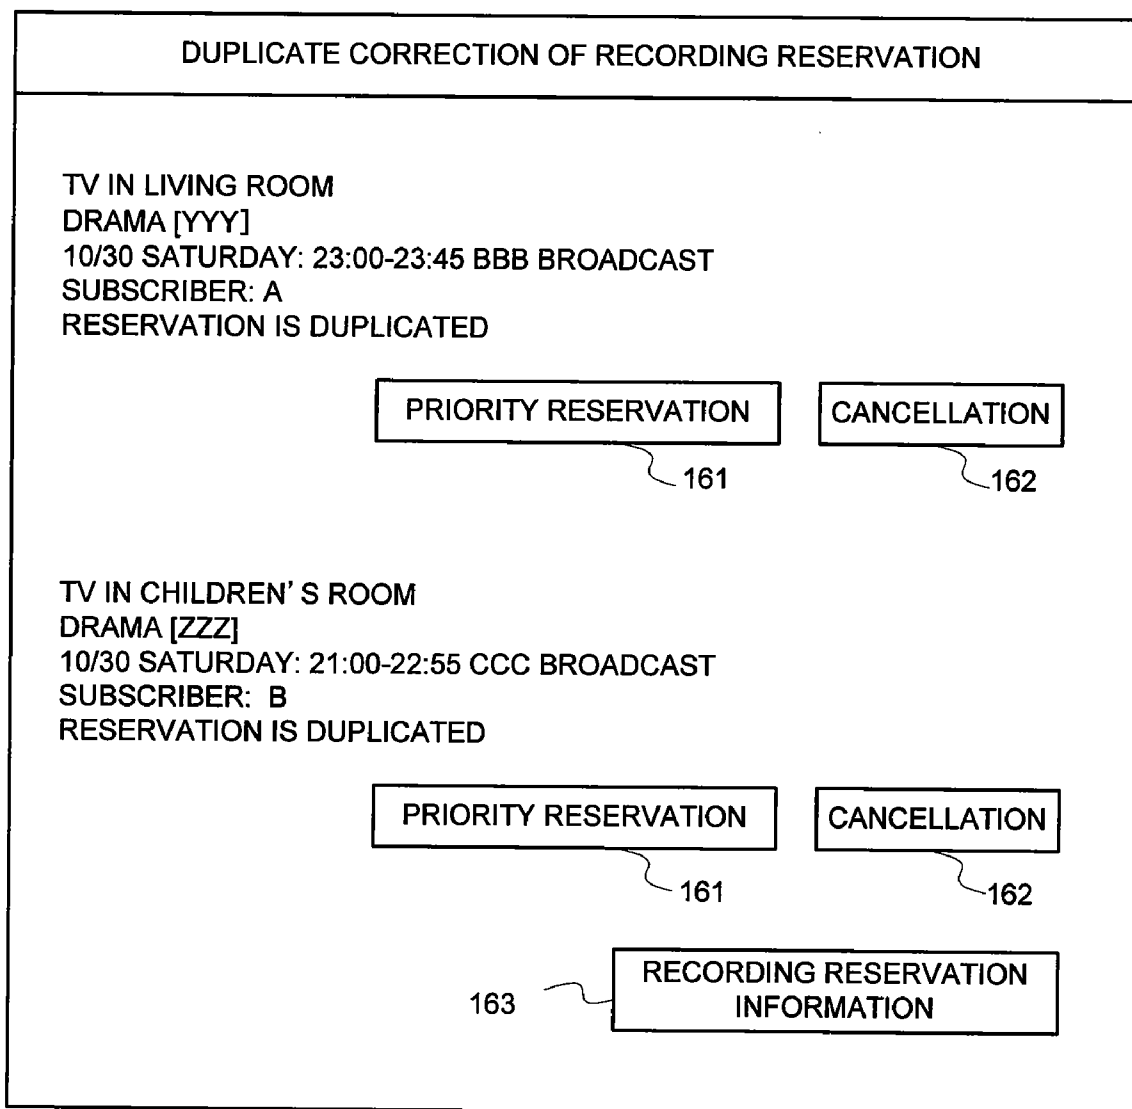 DUPLICATE CORRECTION OF RECORDING RESERVATION
TV IN LIVING ROOM
DRAMA [YYY]
10/30 SATURDAY: 23:00-23:45 BBB BROADCAST
SUBSCRIBER: A
RESERVATION IS DUPLICATED
PRIORITY RESERVATION
CANCELLATION
161
162
TV IN CHILDREN' S ROOM
DRAMA [ZZZ]
10/30 SATURDAY: 21:00-22:55 CCC BROADCAST
SUBSCRIBER: B
RESERVATION IS DUPLICATED
PRIORITY RESERVATION
CANCELLATION
161
162
RECORDING RESERVATION
INFORMATION
163